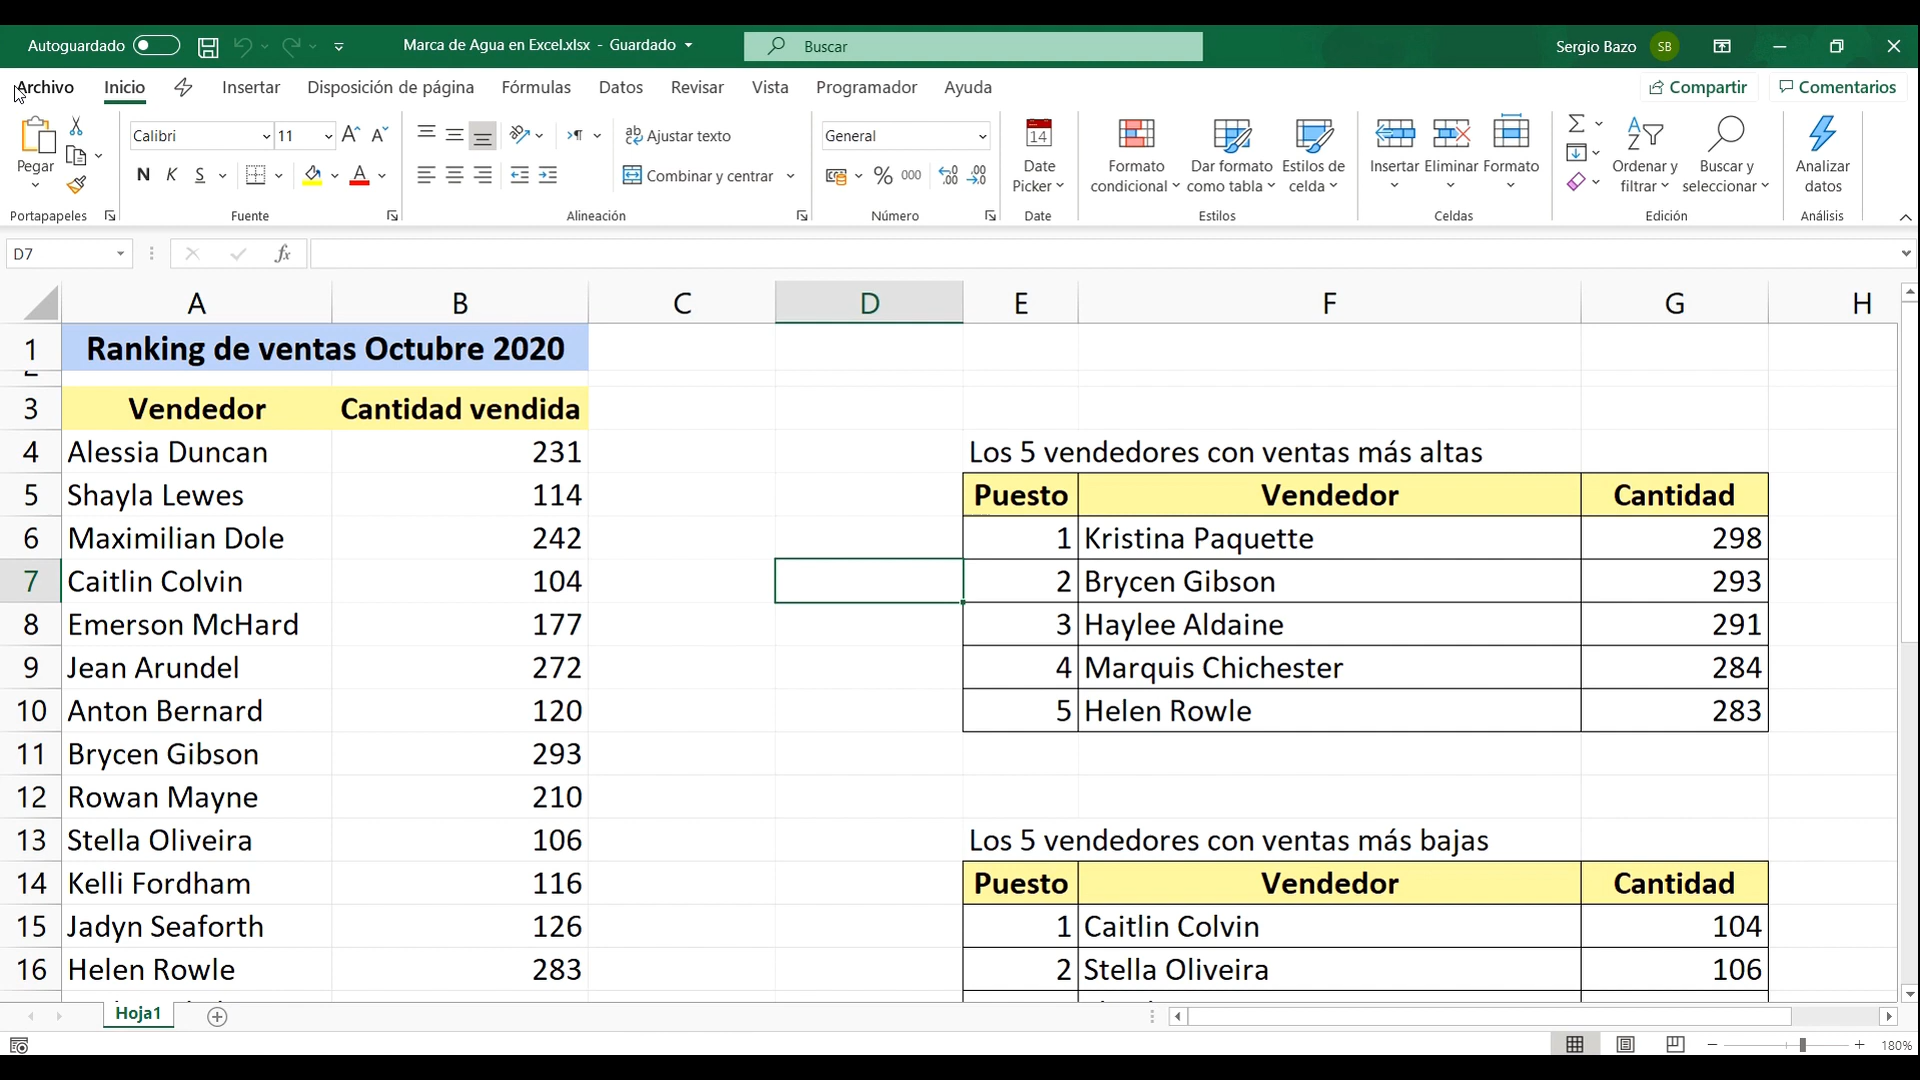 Autoguardado
Marca de Agua en Excel.xlsx - Guardado
Buscar
Sergio Bazo SB
Archivo Inicio Insertar Disposición de página Fórmulas Datos Revisar Vista Programador Ayuda
Compartir Comentarios
Pegar
Portapapeles
Calibri 11
N K S
Fuente
Ajustar texto
Combinar y centrar
Alineación
General
% 000
Número
14
Date
Picker
Date
Formato
condicional
Dar formato
como tabla
Estilos de
celda
Estilos
Insertar Eliminar Formato
Celdas
Ordenar y
filtrar
Buscar y
seleccionar
Edición
Analizar
datos
Análisis
D7 fx
A B C D E F G H
1 Ranking de ventas Octubre 2020
3 Vendedor Cantidad vendida
4 Alessia Duncan 231 Los 5 vendedores con ventas más altas
5 Shayla Lewes 114 Puesto Vendedor Cantidad
6 Maximilian Dole 242 1 Kristina Paquette 298
7 Caitlin Colvin 104 2 Brycen Gibson 293
8 Emerson McHard 177 3 Haylee Aldaine 291
9 Jean Arundel 272 4 Marquis Chichester 284
10 Anton Bernard 120 5 Helen Rowle 283
11 Brycen Gibson 293
12 Rowan Mayne 210
13 Stella Oliveira 106 Los 5 vendedores con ventas más bajas
14 Kelli Fordham 116 Puesto Vendedor Cantidad
15 Jadyn Seaforth 126 1 Caitlin Colvin 104
16 Helen Rowle 283 2 Stella Oliveira 106
Hoja1
180%